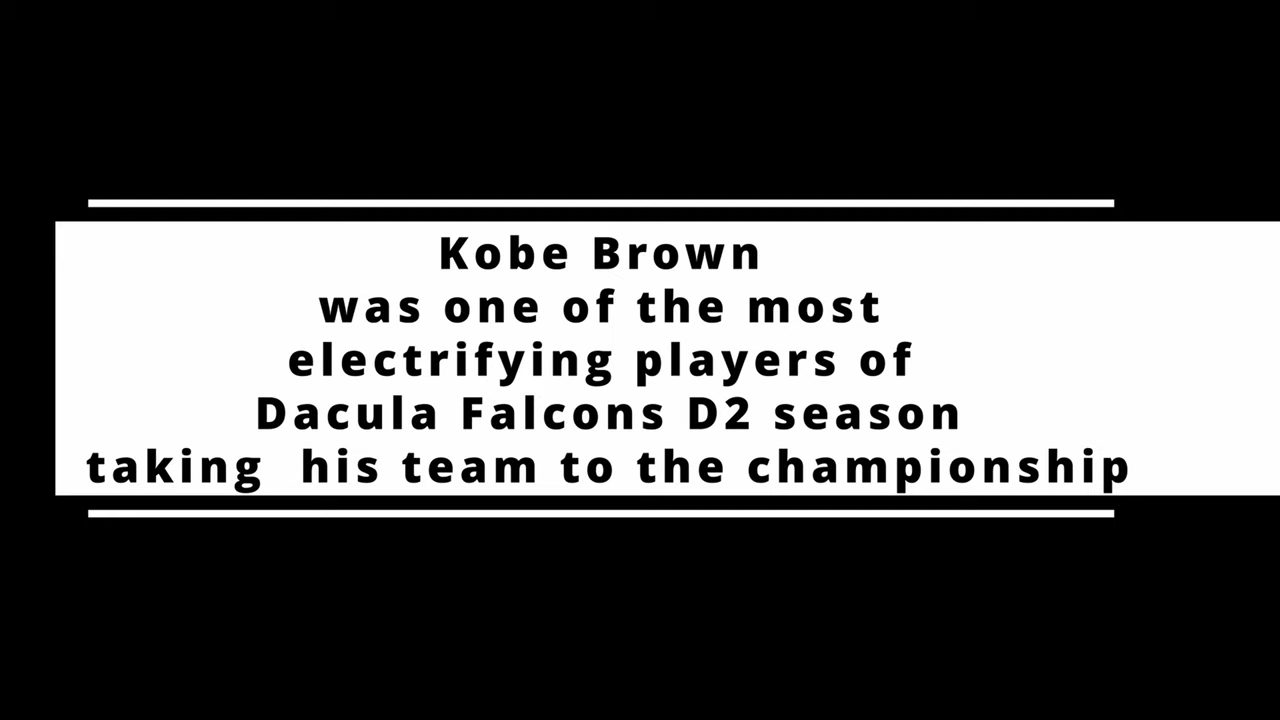 Kobe Brown
was one of the most
electrifying players of
Dacula Falcons D2 season
taking  his team to the championship